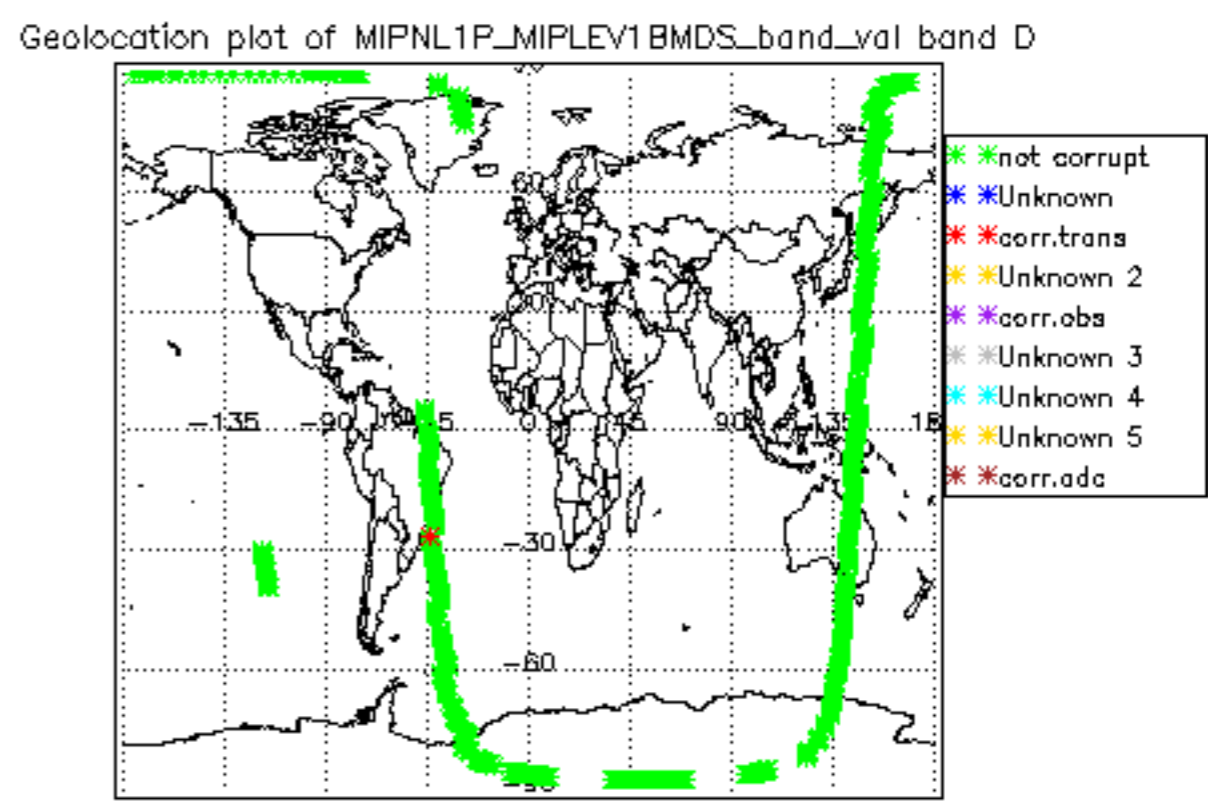 Geolocation plot of MIPNL1P_MIPLEV1BMDS_band_val band D
not corrupt
Unknown
corr.trans
Unknown 2
corr.obs
Unknown 3
Unknown 4
Unknown 5
corr.adc
60
-135 -90 0 90 135
-30
-60